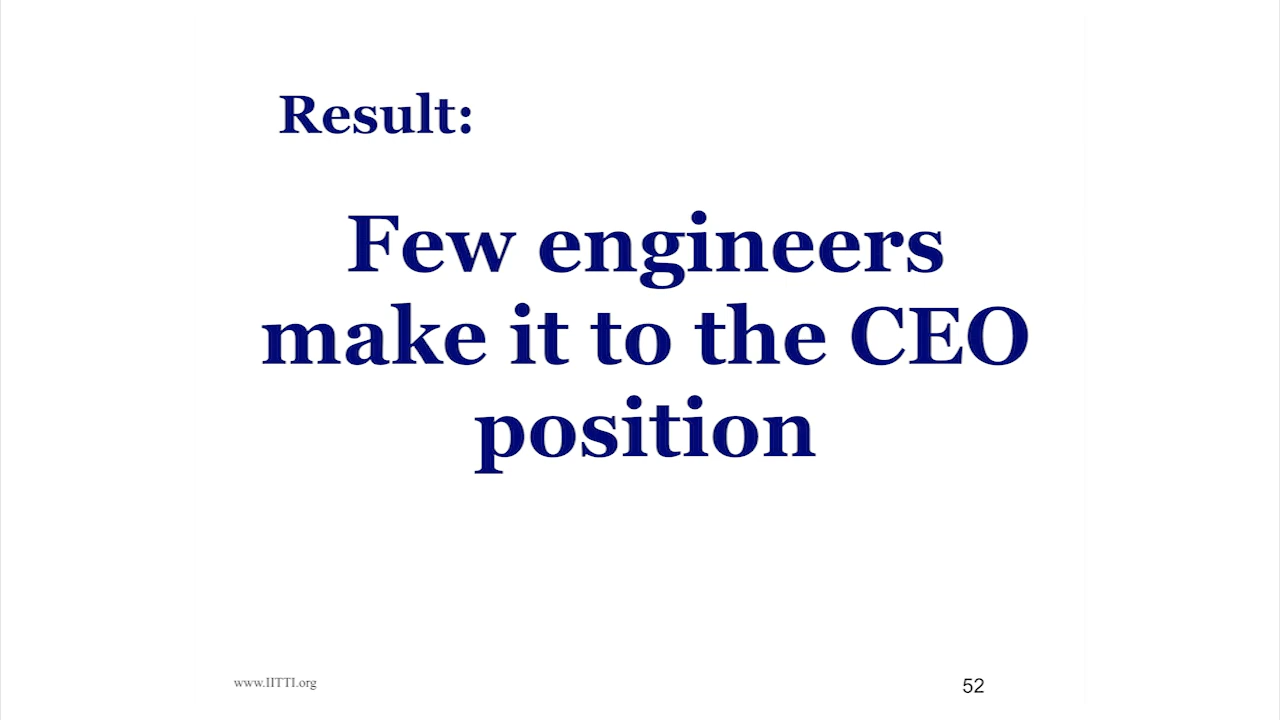 Result:
Few engineers
make it to the CEO
position
www.IITTI.org
52